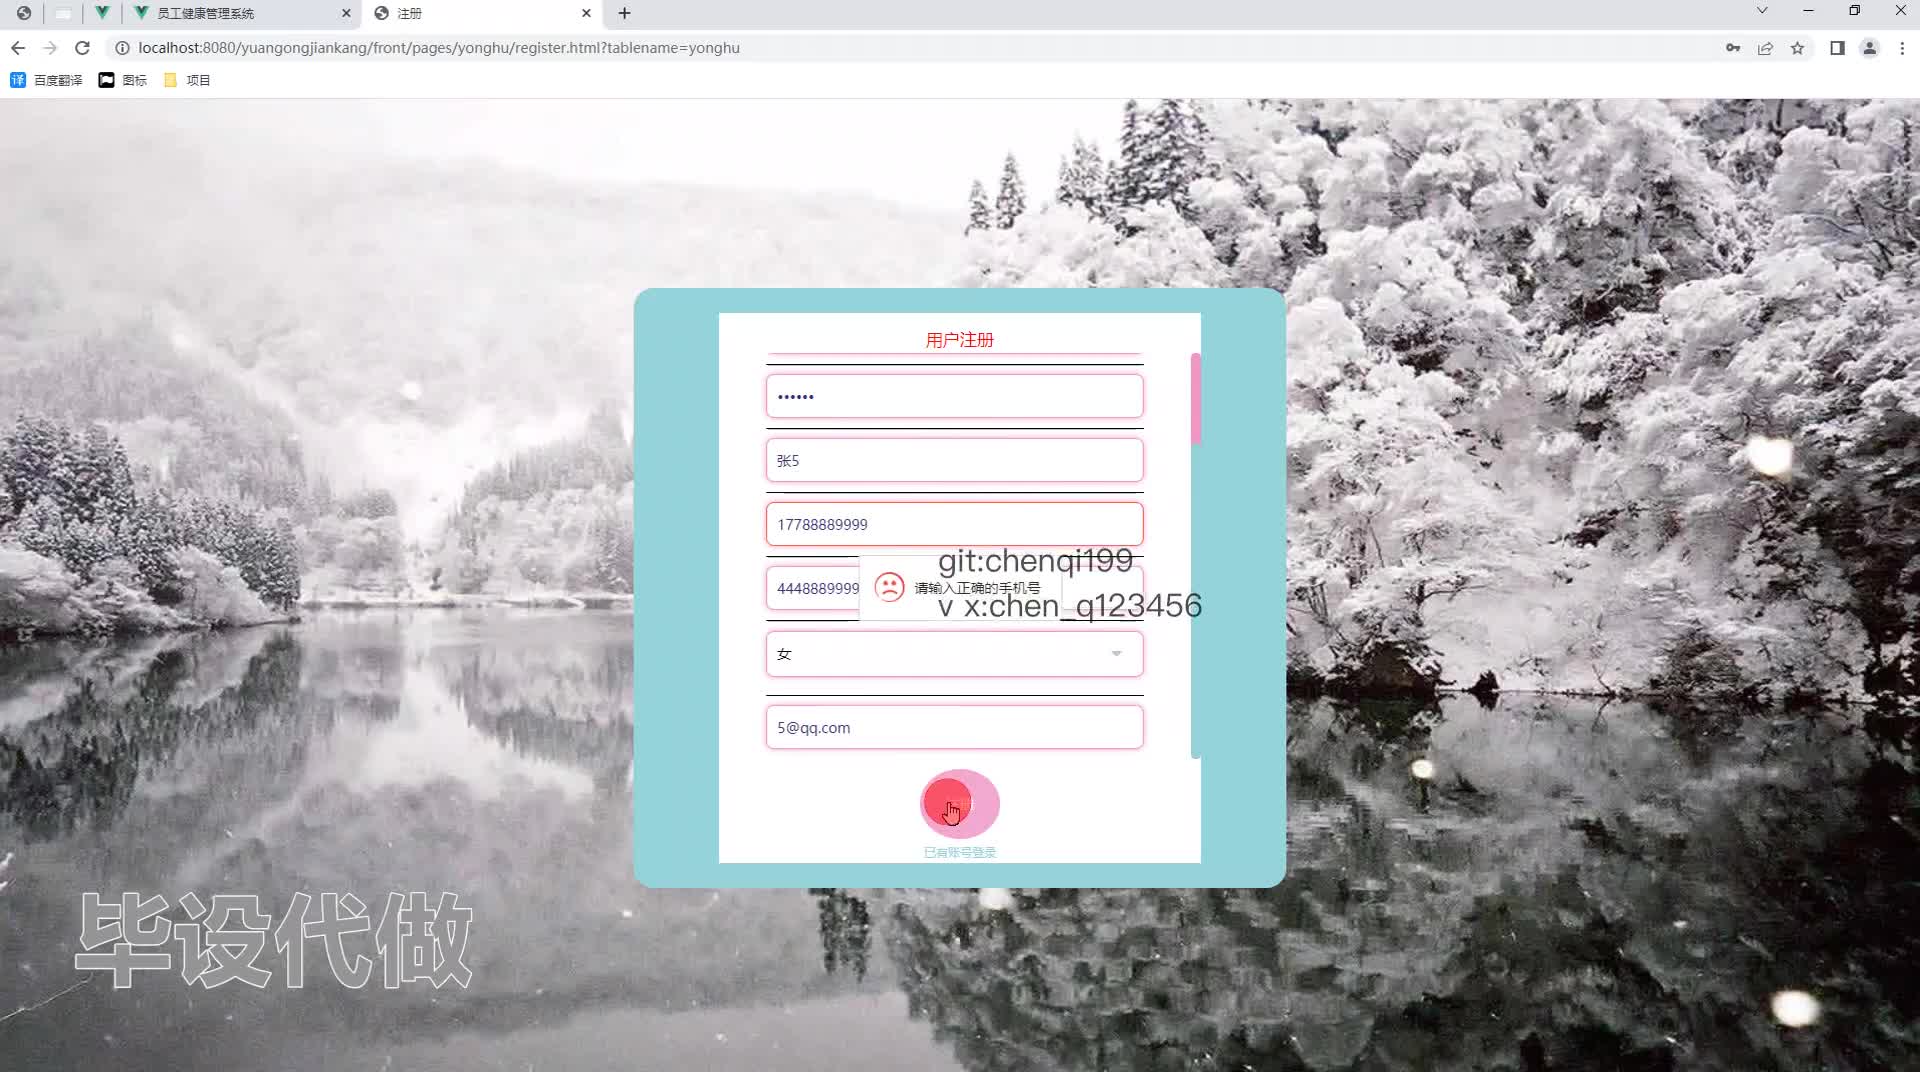 员工健康管理系统
注册
localhost:8080/yuangongjiankang/front/pages/yonghu/register.html?tablename=yonghu
百度翻译
图标
项目
用户注册
••••••
张5
17788889999
git:chenqi199
4448889999
请输入正确的手机号
v x:chen_q123456
女
5@qq.com
已有账号登录
毕设代做